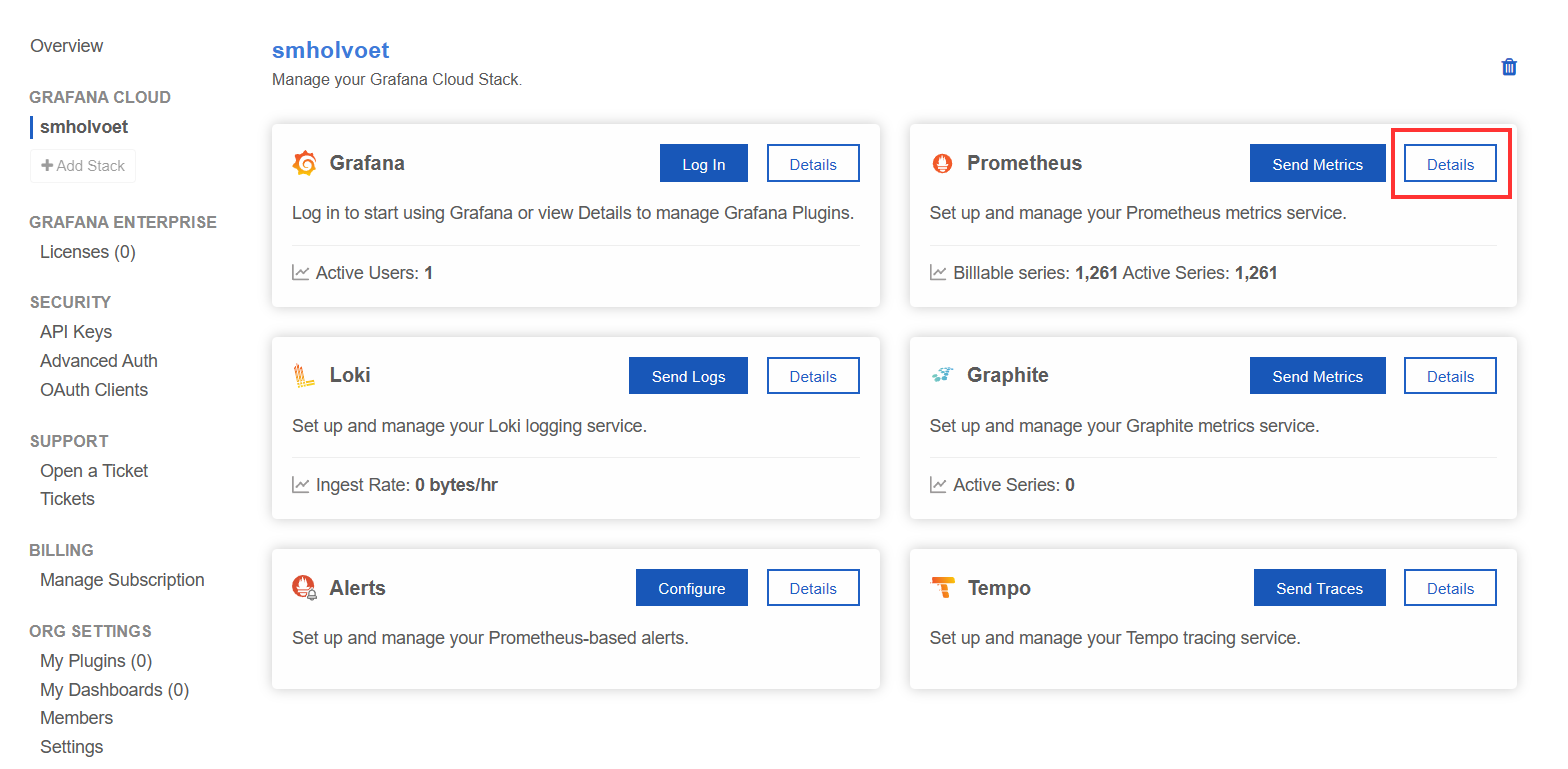 Overview
GRAFANA CLOUD
smholvoet
Add Stack
GRAFANA ENTERPRISE
Licenses (0)
SECURITY
API Keys
Advanced Auth
OAuth Clients
SUPPORT
Open a Ticket
Tickets
BILLING
Manage Subscription
ORG SETTINGS
My Plugins (0)
My Dashboards (0)
Members
Settings
smholvoet
Manage your Grafana Cloud Stack.
Grafana Log In Details
Log in to start using Grafana or view Details to manage Grafana Plugins.
Active Users: 1
Prometheus Send Metrics Details
Set up and manage your Prometheus metrics service.
Billlable series: 1,261 Active Series: 1,261
Loki Send Logs Details
Set up and manage your Loki logging service.
Ingest Rate: 0 bytes/hr
Graphite Send Metrics Details
Set up and manage your Graphite metrics service.
Active Series: 0
Alerts Configure Details
Set up and manage your Prometheus-based alerts.
Tempo Send Traces Details
Set up and manage your Tempo tracing service.